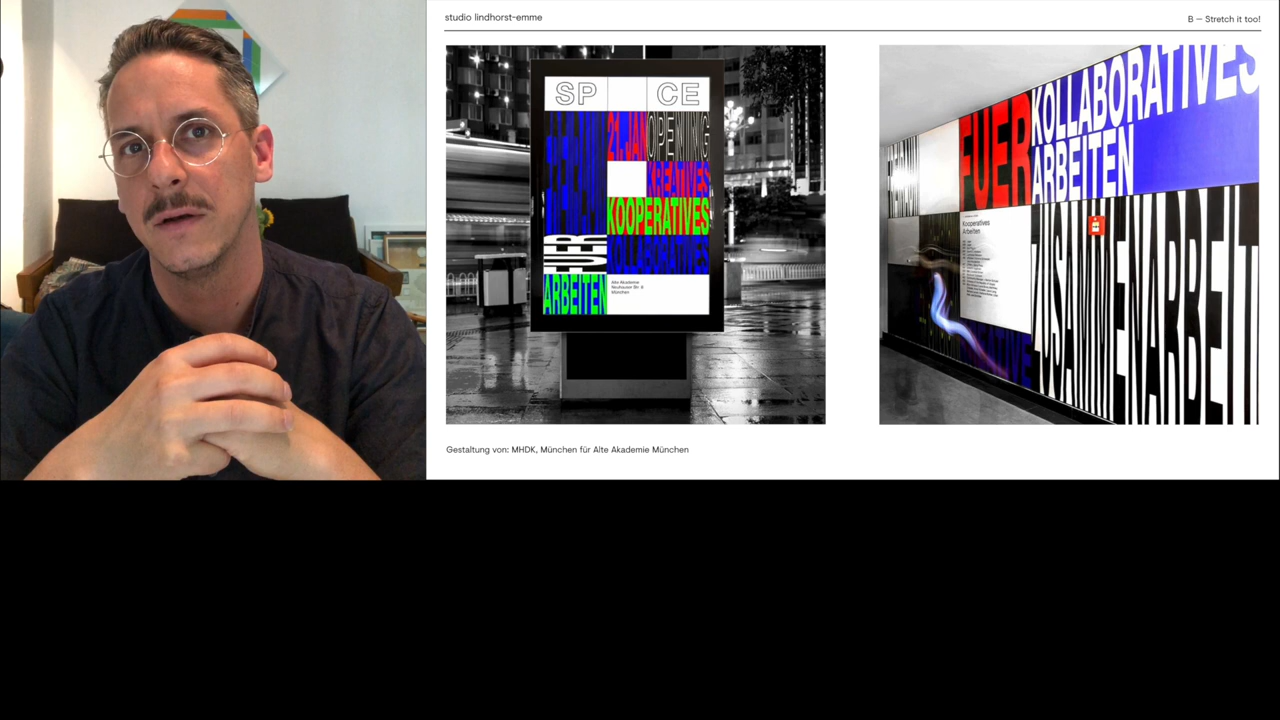 studio lindhorst-emme
B — Stretch it too!
SP CE
21.JAN
OPENING
KREATIVES
KOOPERATIVES
KOLLABORATIVES
FUER
ARBEITEN
Alte Akademie
Neuhauser Str. 8
München
FUER
KOLLABORATIVES
ARBEITEN
Kooperatives
Arbeiten
ZUSAMMENARBEIT
Gestaltung von: MHDK, München für Alte Akademie München